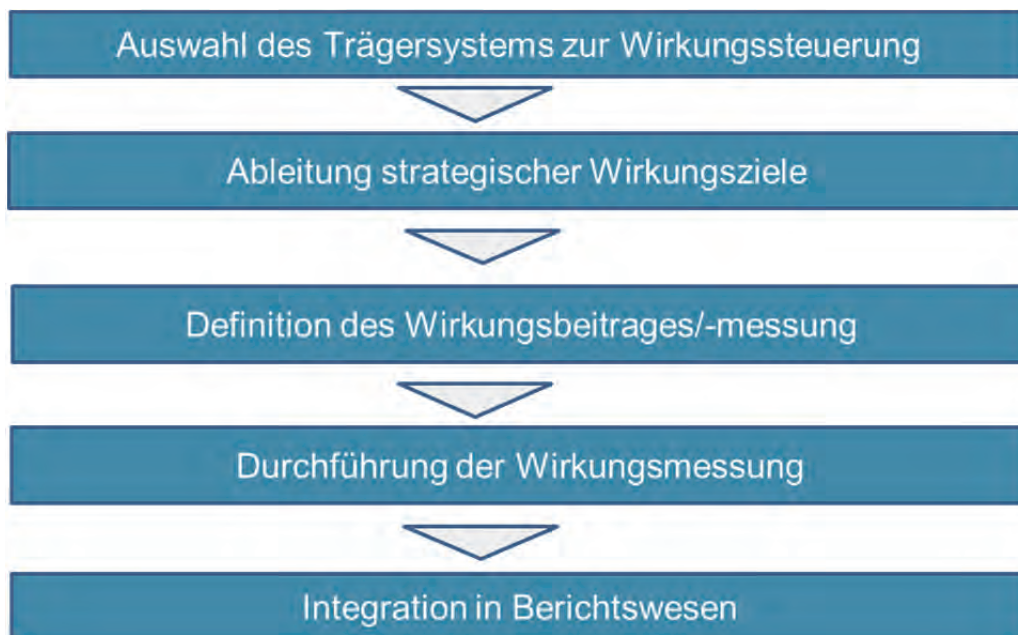 Auswahl des Trägersystems zur Wirkungssteuerung
Ableitung strategischer Wirkungsziele
Definition des Wirkungsbeitrages/-messung
Durchführung der Wirkungsmessung
Integration in Berichtswesen